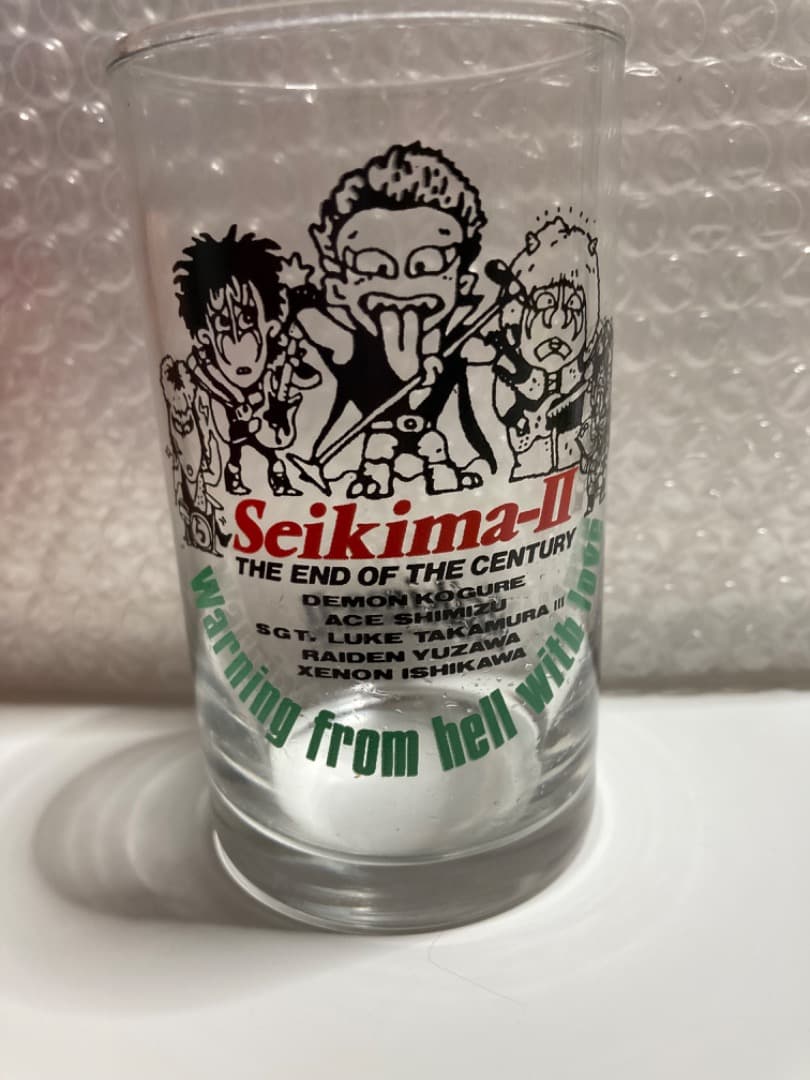 Seikima-II
THE END OF THE CENTURY
DEMON KOGURE
ACE SHIMIZU
SGT. LUKE TAKAMURA III
RAIDEN YUZAWA
XENON ISHIKAWA
warning from hell with love
5